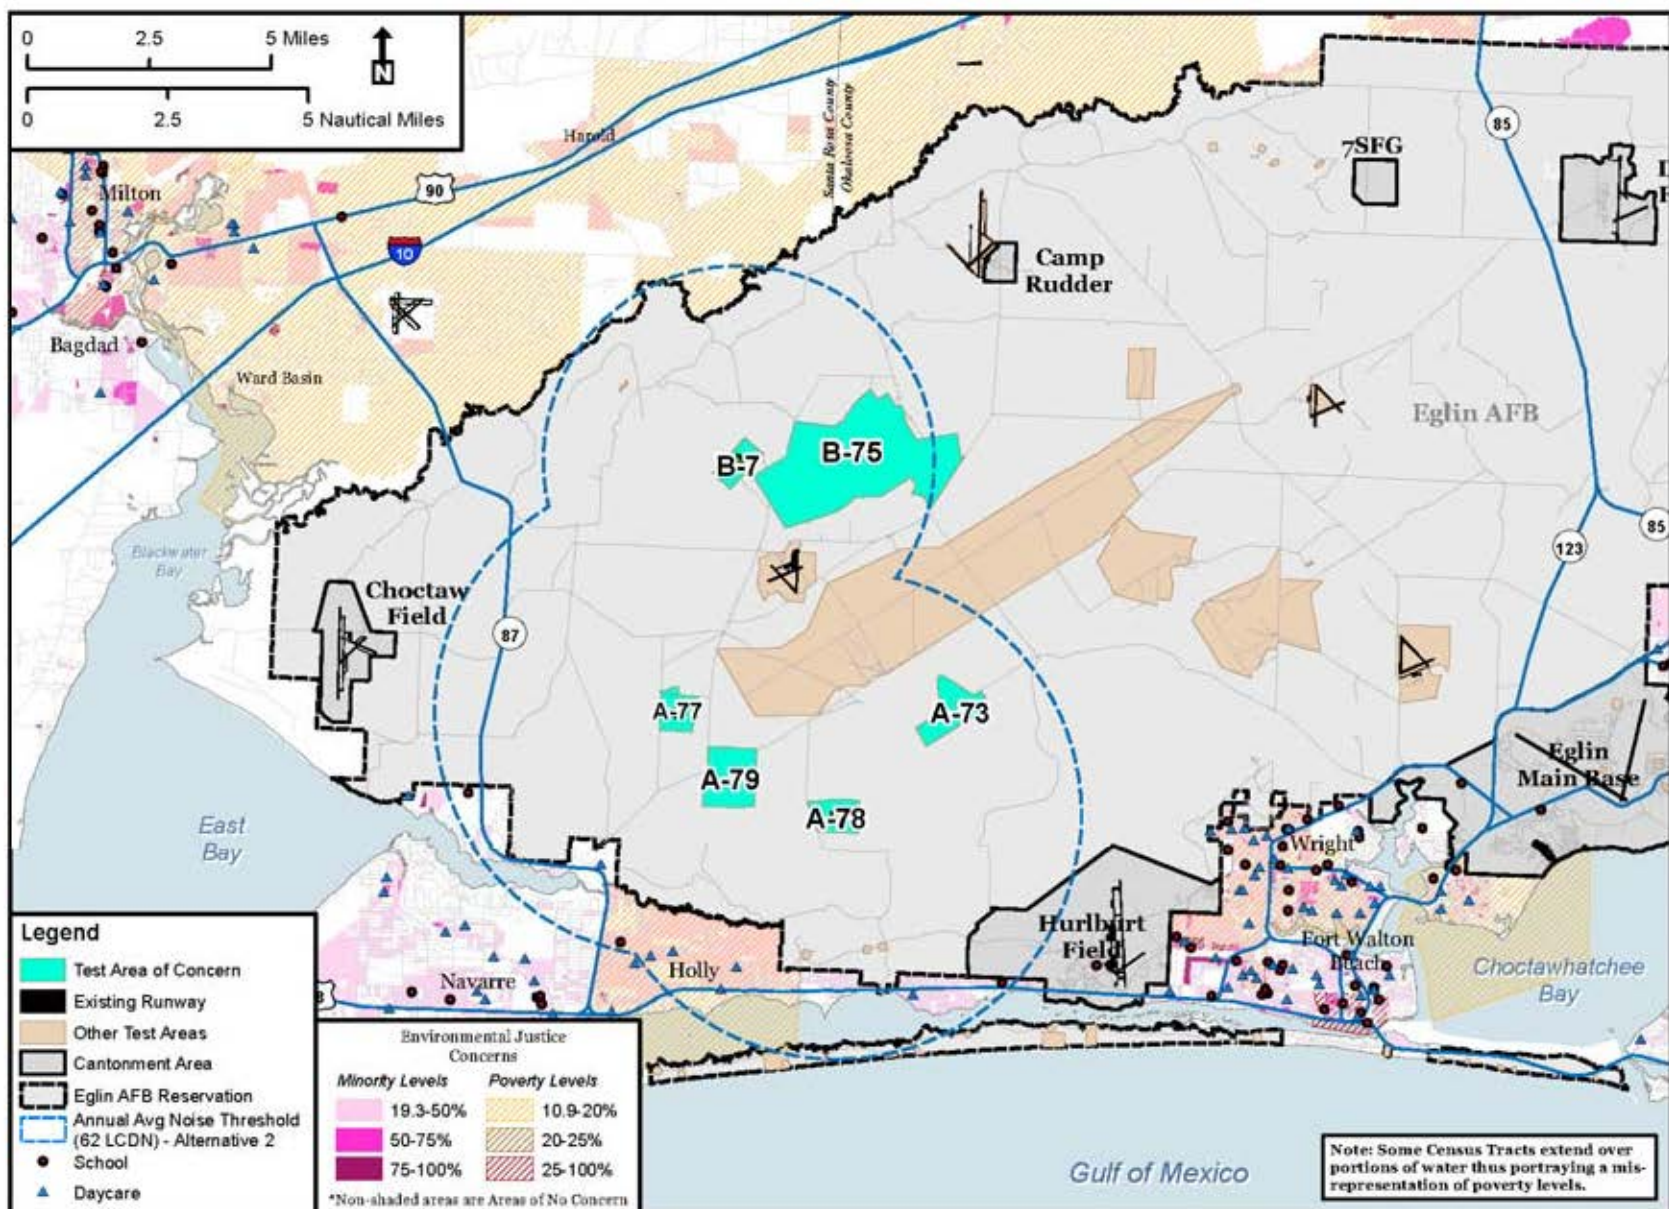 0 2.5 5 Miles
N
0 2.5 5 Nautical Miles
Harold
Santa Rosa County
Okaloosa County
85
7SFG
Milton
90
10
Camp
Rudder
Bagdad
Ward Basin
Eglin AFB
B-7
B-75
85
123
Blackwater
Bay
Choctaw
Field
87
A-77
A-73
Eglin
Main Base
A-79
A-78
East
Bay
Wright
Hurlburt
Field
Fort Walton
Beach
Choctawhatchee
Bay
Navarre
Holly
Gulf of Mexico
Legend
Test Area of Concern
Existing Runway
Other Test Areas
Cantonment Area
Eglin AFB Reservation
Annual Avg Noise Threshold
(62 LCDN) - Alternative 2
School
Daycare
Environmental Justice
Concerns
Minority Levels Poverty Levels
19.3-50% 10.9-20%
50-75% 20-25%
75-100% 25-100%
*Non-shaded areas are Areas of No Concern
Note: Some Census Tracts extend over
portions of water thus portraying a mis-
representation of poverty levels.